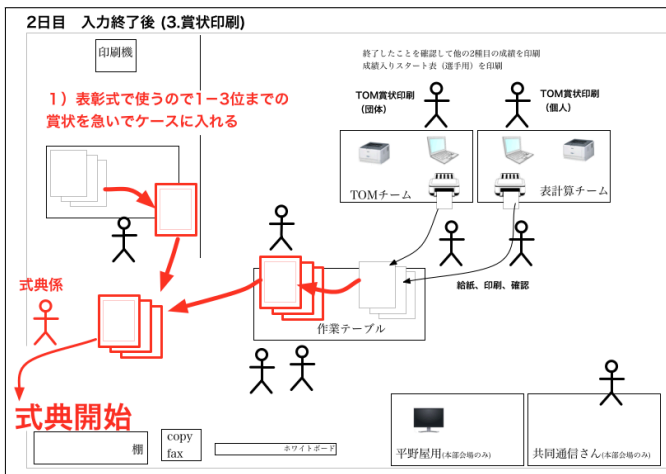 2日目　入力終了後 (3.賞状印刷)
印刷機
終了したことを確認して他の2種目の成績を印刷
成績入りスタート表（選手用）を印刷
1）表彰式で使うので1−3位までの
賞状を急いでケースに入れる
TOM賞状印刷
（団体）
TOM賞状印刷
（個人）
TOMチーム
表計算チーム
給紙、印刷、確認
式典係
作業テーブル
式典開始
棚
copy
fax
ホワイトボード
平野屋用(本部会場のみ)
共同通信さん(本部会場のみ)